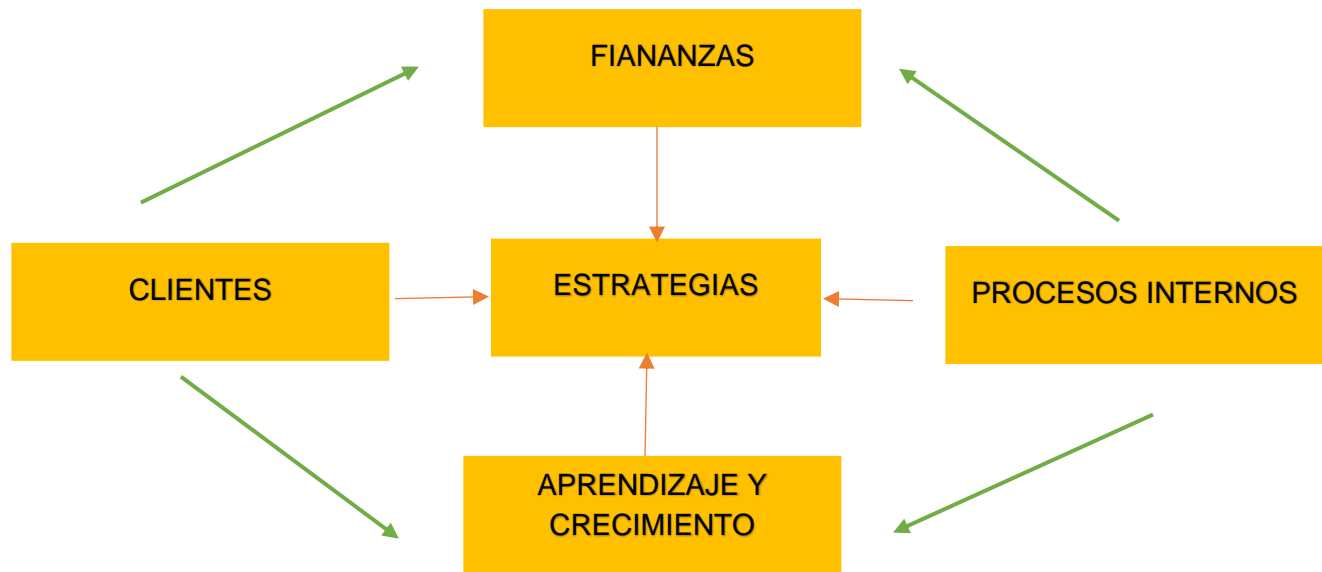 FIANANZAS
CLIENTES
ESTRATEGIAS
PROCESOS INTERNOS
APRENDIZAJE Y
CRECIMIENTO